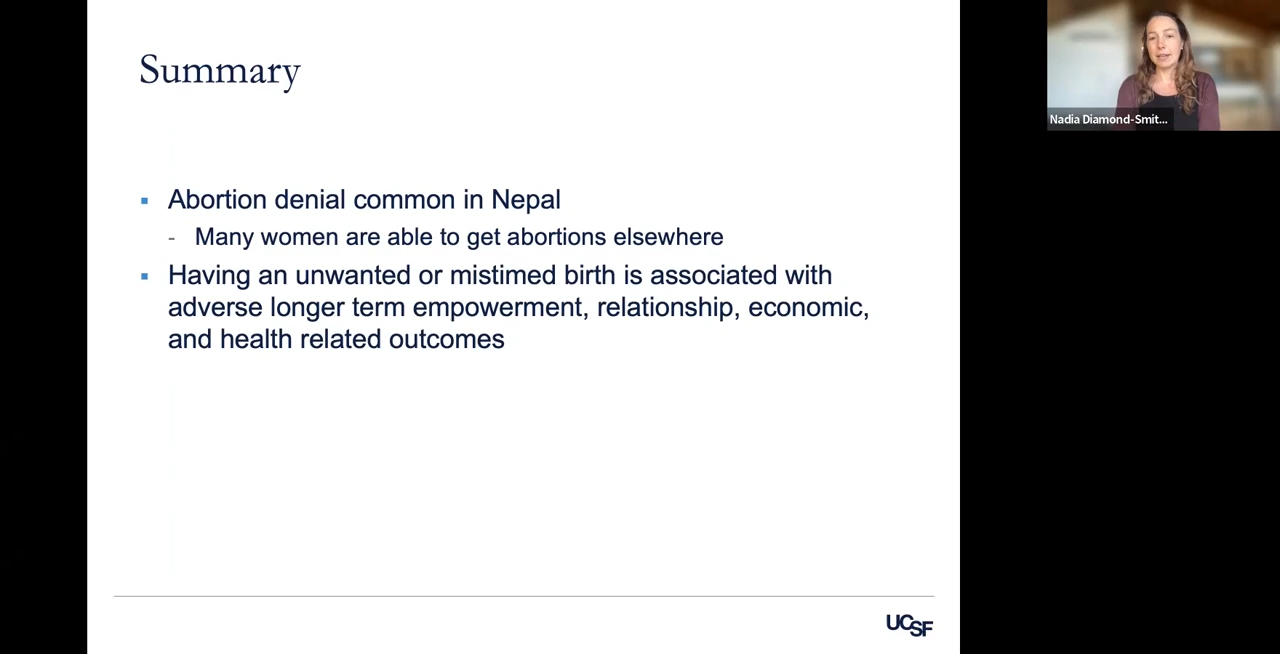 Summary
Nadia Diamond-Smit...
▪ Abortion denial common in Nepal
- Many women are able to get abortions elsewhere
▪ Having an unwanted or mistimed birth is associated with
adverse longer term empowerment, relationship, economic,
and health related outcomes
UCSF